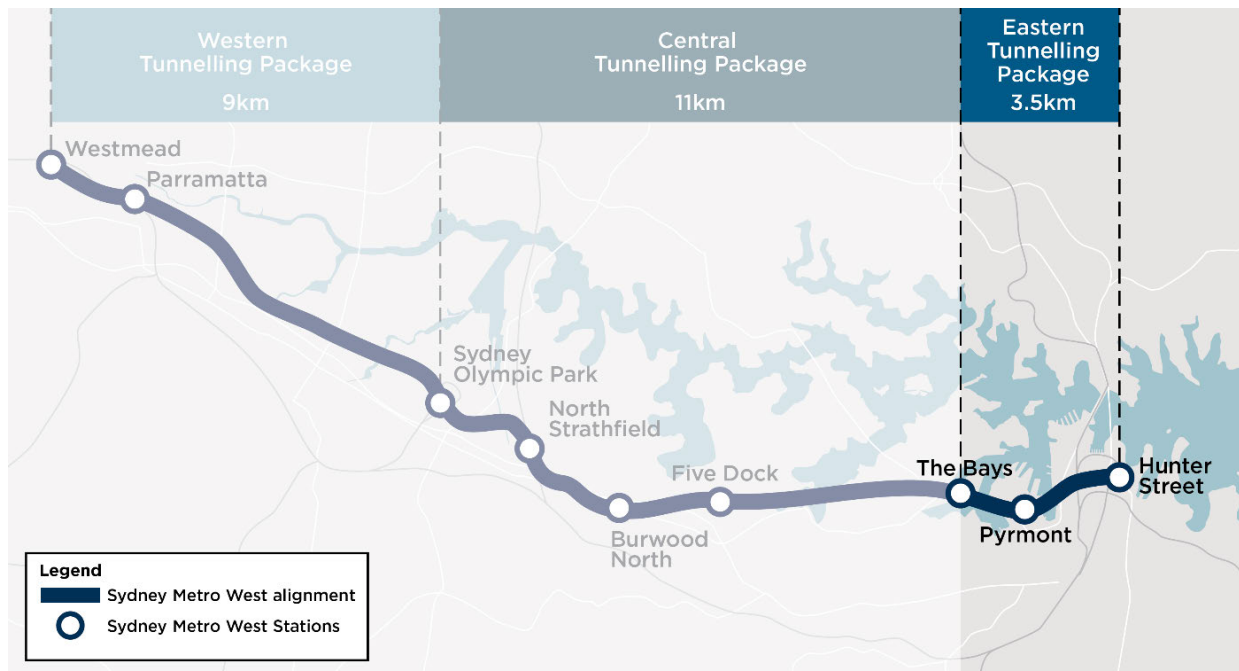 Western
Tunnelling Package
9km
Central
Tunnelling Package
11km
Eastern
Tunnelling
Package
3.5km
Westmead
Parramatta
Sydney
Olympic Park
North
Strathfield
Five Dock
Burwood
North
The Bays
Pyrmont
Hunter
Street
Legend
Sydney Metro West alignment
Sydney Metro West Stations